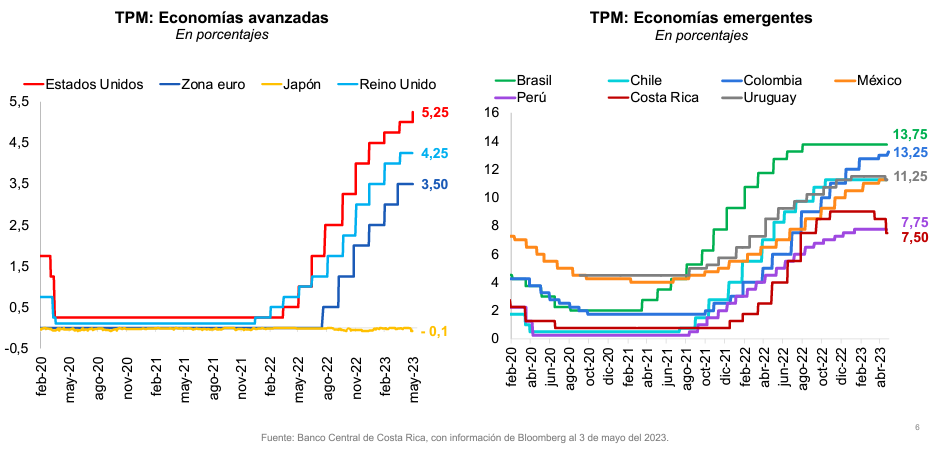 TPM: Economías avanzadas
En porcentajes
Estados Unidos Zona euro Japón Reino Unido
5,5
4,5
3,5
2,5
1,5
0,5
-0,5
5,25
4,25
3,50
- 0,1
feb-20 may-20 ago-20 nov-20 feb-21 may-21 ago-21 nov-21 feb-22 may-22 ago-22 nov-22 feb-23 may-23
TPM: Economías emergentes
En porcentajes
Brasil Chile Colombia México
Perú Costa Rica Uruguay
16
14
12
10
8
6
4
2
0
13,75
13,25
11,25
7,75
7,50
feb-20 abr-20 jun-20 ago-20 oct-20 dic-20 feb-21 abr-21 jun-21 ago-21 oct-21 dic-21 feb-22 abr-22 jun-22 ago-22 oct-22 dic-22 feb-23 abr-23
6
Fuente: Banco Central de Costa Rica, con información de Bloomberg al 3 de mayo del 2023.